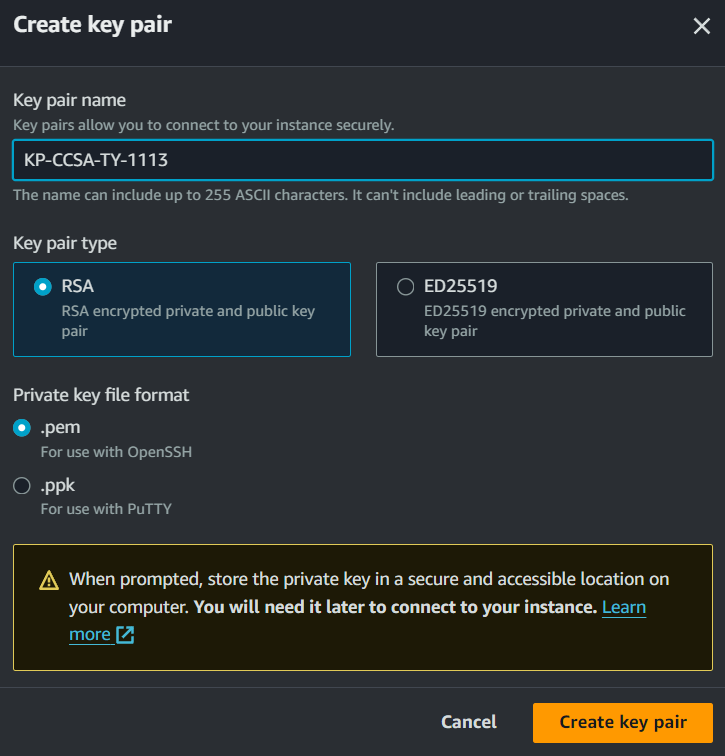 Create key pair
Key pair name
Key pairs allow you to connect to your instance securely.
KP-CCSA-TY-1113
The name can include up to 255 ASCII characters. It can't include leading or trailing spaces.
Key pair type
RSA
RSA encrypted private and public key
pair
ED25519
ED25519 encrypted private and public
key pair
Private key file format
.pem
For use with OpenSSH
.ppk
For use with PuTTY
When prompted, store the private key in a secure and accessible location on
your computer. You will need it later to connect to your instance. Learn
more
Cancel
Create key pair